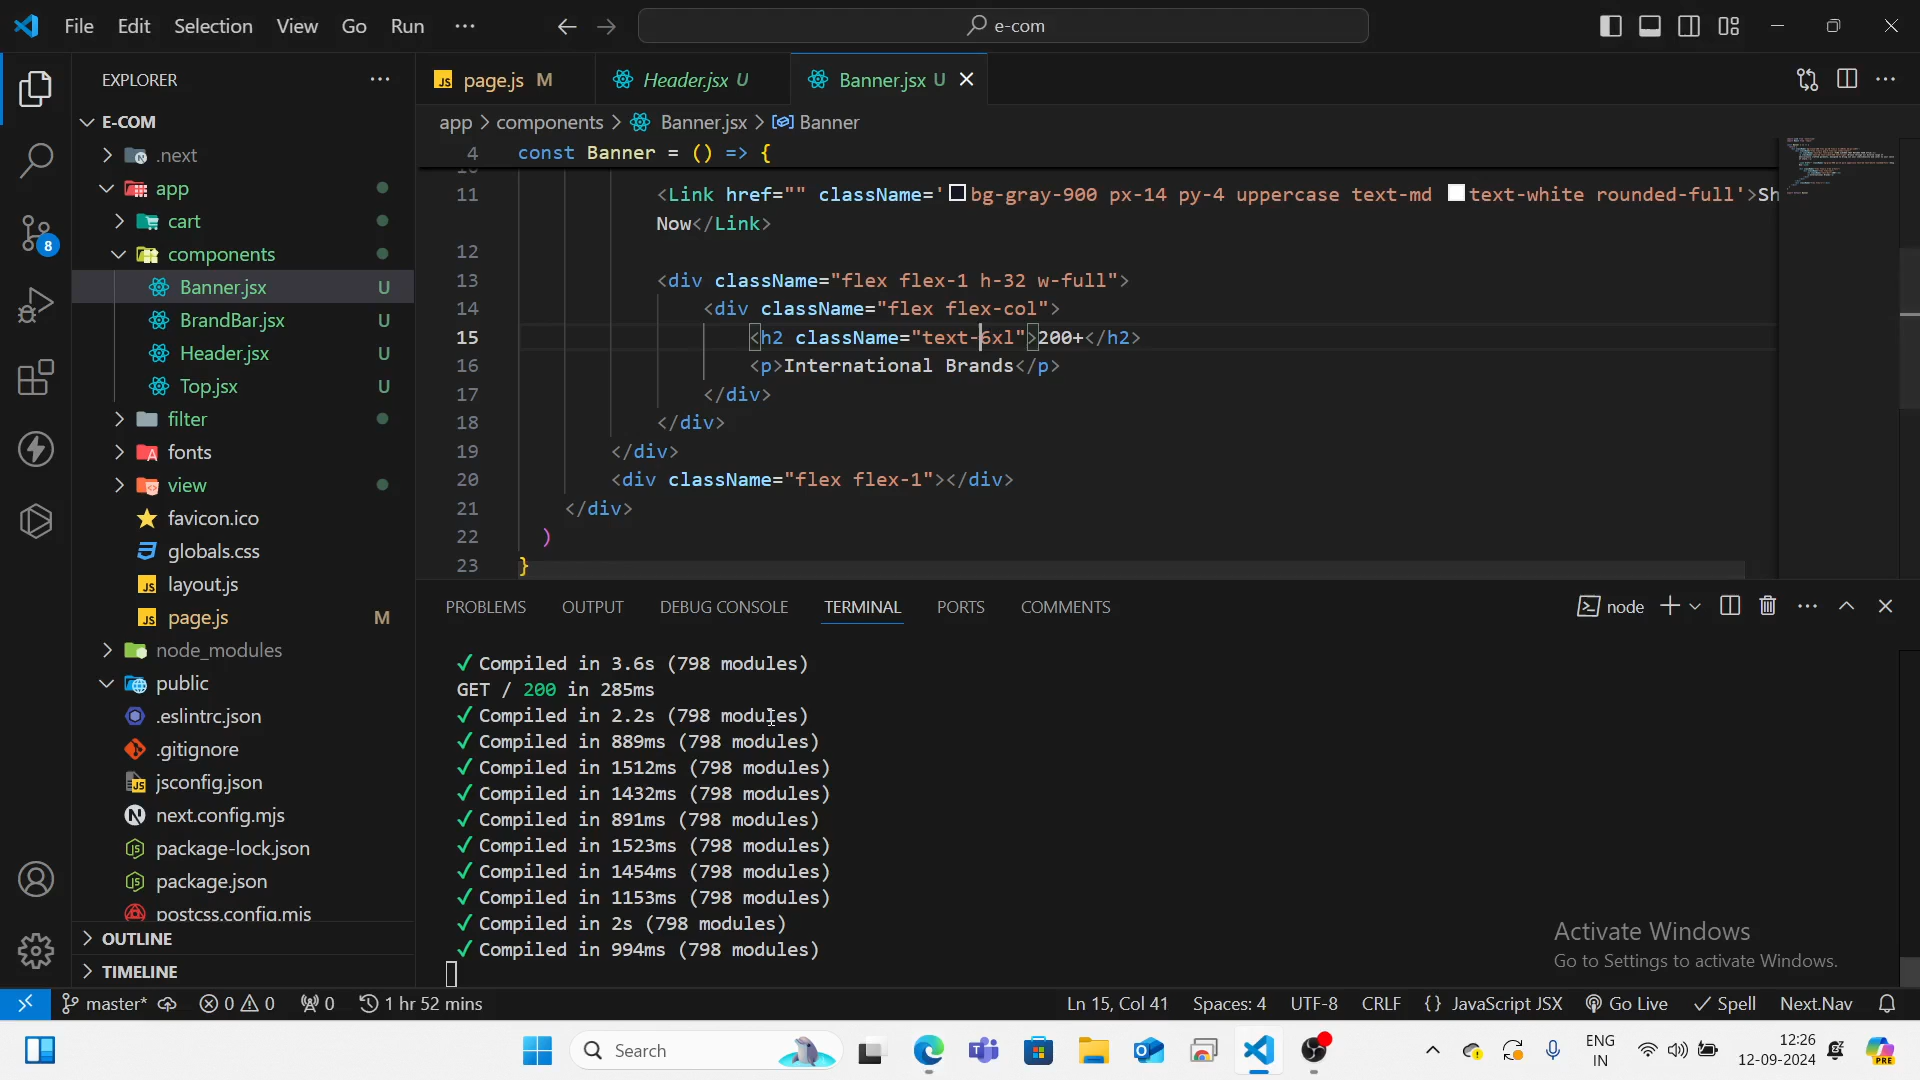 File Edit Selection View Go Run ···
e-com
EXPLORER
page.js M
Header.jsx U
Banner.jsx U
app > components > Banner.jsx > Banner
E-COM
.next
app
cart
components
Banner.jsx U
BrandBar.jsx U
Header.jsx U
Top.jsx U
filter
fonts
view
favicon.ico
globals.css
layout.js
page.js M
node_modules
public
.eslintrc.json
.gitignore
jsconfig.json
next.config.mjs
package-lock.json
package.json
postcss.config.mjs
OUTLINE
TIMELINE
4 const Banner = () => {
11 <Link href="" className='bg-gray-900 px-14 py-4 uppercase text-md text-white rounded-full'>Sh
Now</Link>
12
13 <div className="flex flex-1 h-32 w-full">
14 <div className="flex flex-col">
15 <h2 className="text-6xl">200+</h2>
16 <p>International Brands</p>
17 </div>
18 </div>
19 </div>
20 <div className="flex flex-1"></div>
21 </div>
22 )
23 }
PROBLEMS OUTPUT DEBUG CONSOLE TERMINAL PORTS COMMENTS
node
✓ Compiled in 3.6s (798 modules)
GET / 200 in 285ms
✓ Compiled in 2.2s (798 modules)
✓ Compiled in 889ms (798 modules)
✓ Compiled in 1512ms (798 modules)
✓ Compiled in 1432ms (798 modules)
✓ Compiled in 891ms (798 modules)
✓ Compiled in 1523ms (798 modules)
✓ Compiled in 1454ms (798 modules)
✓ Compiled in 1153ms (798 modules)
✓ Compiled in 2s (798 modules)
✓ Compiled in 994ms (798 modules)
Activate Windows
Go to Settings to activate Windows.
8
master* 0 0 0 1 hr 52 mins
Ln 15, Col 41 Spaces: 4 UTF-8 CRLF {} JavaScript JSX Go Live Spell Next.Nav
Search
ENG
IN
12:26
12-09-2024
PRE